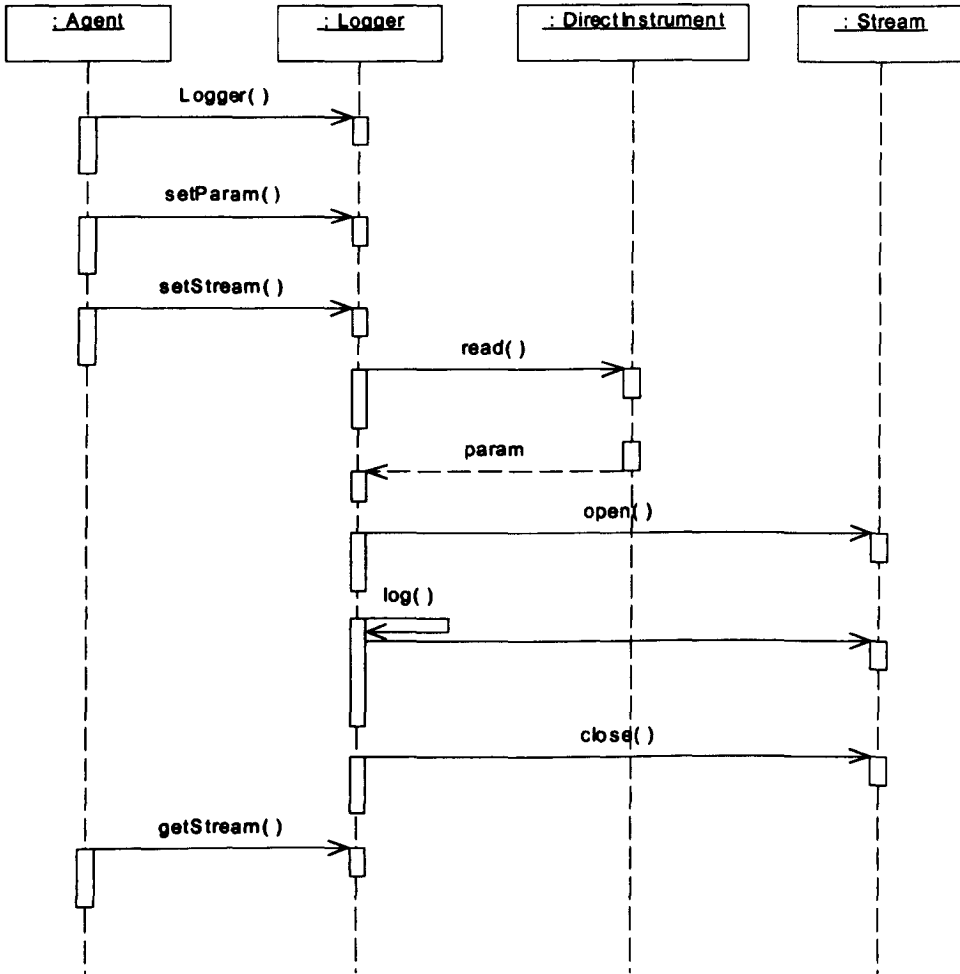 : Agent
: Logger
: DirectInstrument
: Stream
Logger( )
setParam( )
setStream( )
read( )
param
open( )
log( )
close( )
getStream( )